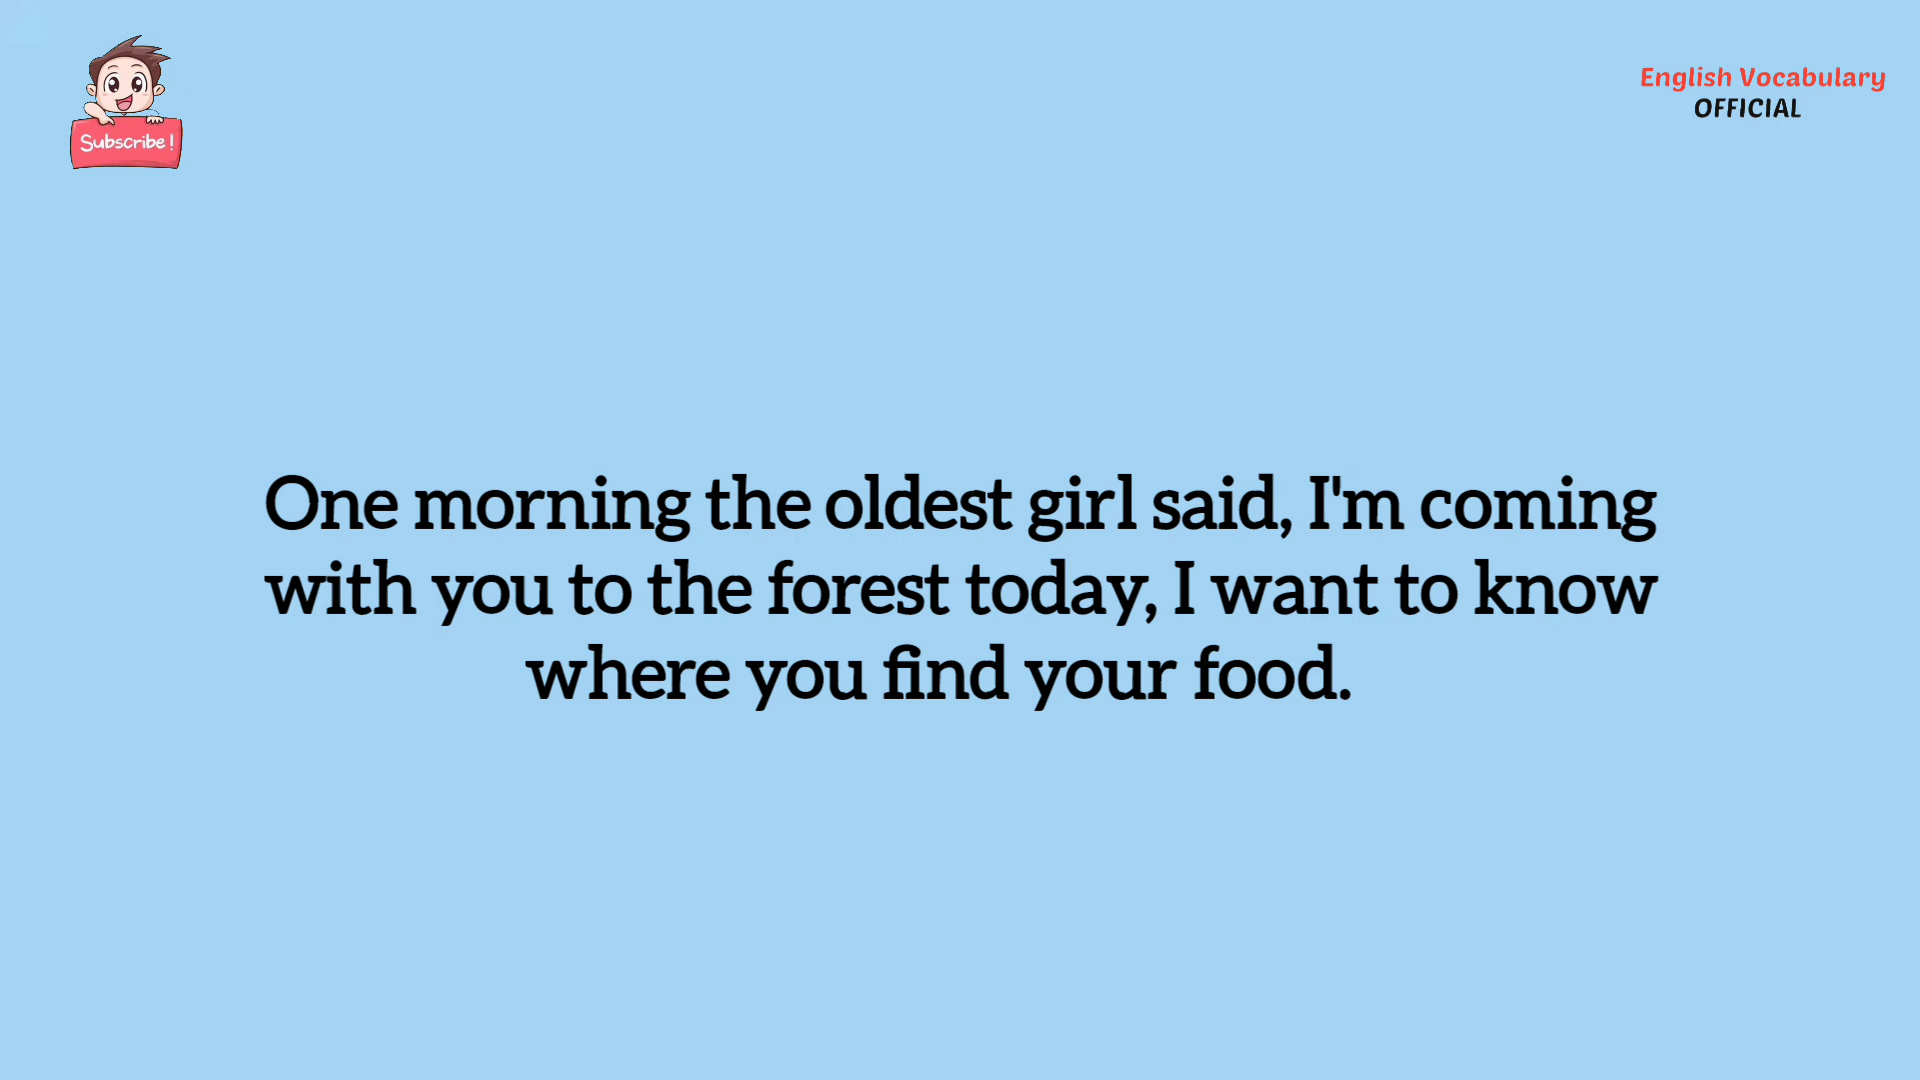 Subscribe!
English Vocabulary
OFFICIAL
One morning the oldest girl said, I'm coming
with you to the forest today, I want to know
where you find your food.